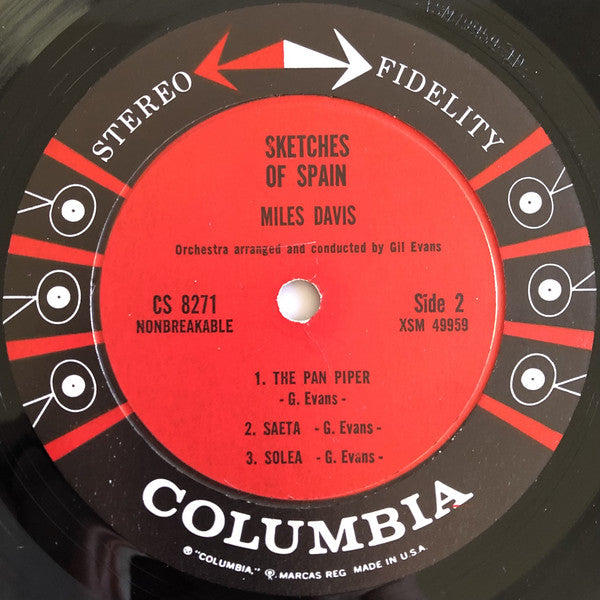 STEREO FIDELITY
SKETCHES
OF SPAIN
MILES DAVIS
Orchestra arranged and conducted by Gil Evans
CS 8271
NONBREAKABLE
Side 2
XSM 49959
1. THE PAN PIPER
- G. Evans -
2. SAETA - G. Evans -
3. SOLEA - G. Evans -
COLUMBIA
"COLUMBIA," Ⓟ. MARCAS REG. MADE IN U.S.A.